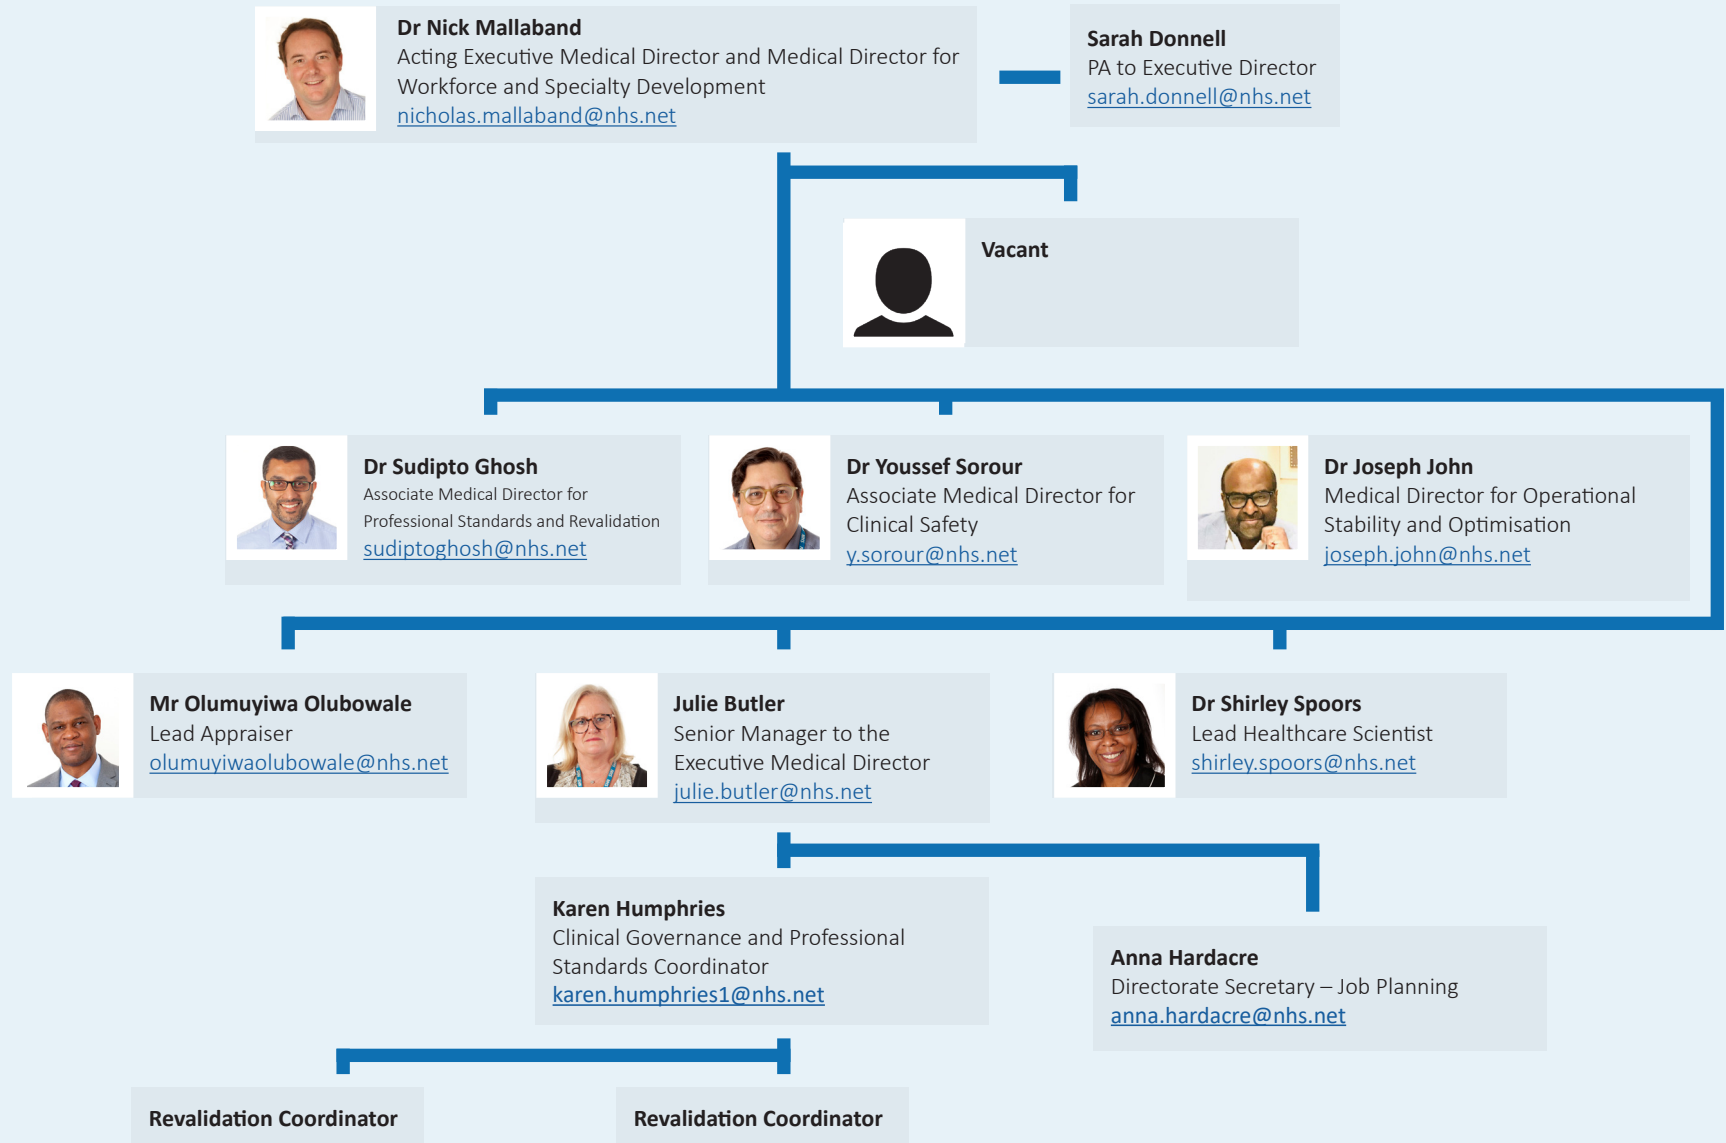 Dr Nick Mallaband
Acting Executive Medical Director and Medical Director for
Workforce and Specialty Development
nicholas.mallaband@nhs.net
Sarah Donnell
PA to Executive Director
sarah.donnell@nhs.net
Vacant
Dr Sudipto Ghosh
Associate Medical Director for
Professional Standards and Revalidation
sudiptoghosh@nhs.net
Dr Youssef Sorour
Associate Medical Director for
Clinical Safety
y.sorour@nhs.net
Dr Joseph John
Medical Director for Operational
Stability and Optimisation
joseph.john@nhs.net
Mr Olumuyiwa Olubowale
Lead Appraiser
olumuyiwaolubowale@nhs.net
Julie Butler
Senior Manager to the
Executive Medical Director
julie.butler@nhs.net
Dr Shirley Spoors
Lead Healthcare Scientist
shirley.spoors@nhs.net
Karen Humphries
Clinical Governance and Professional
Standards Coordinator
karen.humphries1@nhs.net
Anna Hardacre
Directorate Secretary – Job Planning
anna.hardacre@nhs.net
Revalidation Coordinator
Revalidation Coordinator